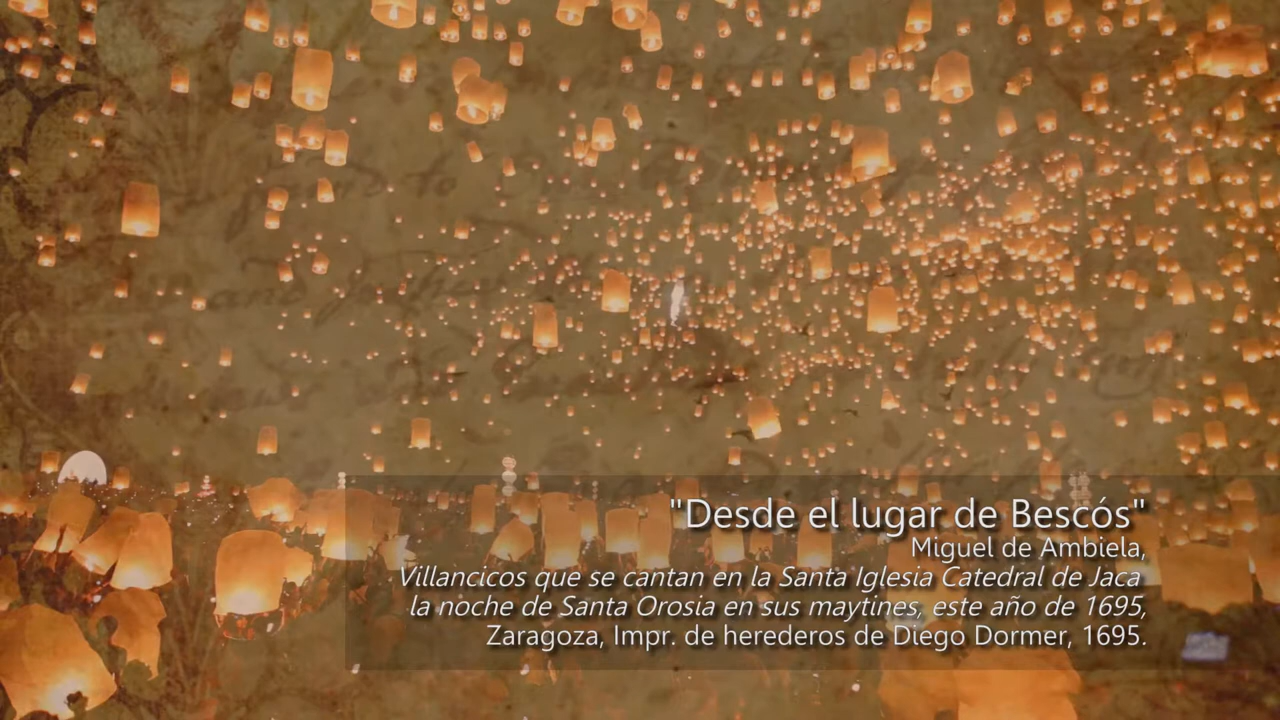 "Desde el lugar de Bescós"
Miguel de Ambiela,
Villancicos que se cantan en la Santa Iglesia Catedral de Jaca
la noche de Santa Orosia en sus maytines, este año de 1695,
Zaragoza, Impr. de herederos de Diego Dormer, 1695.